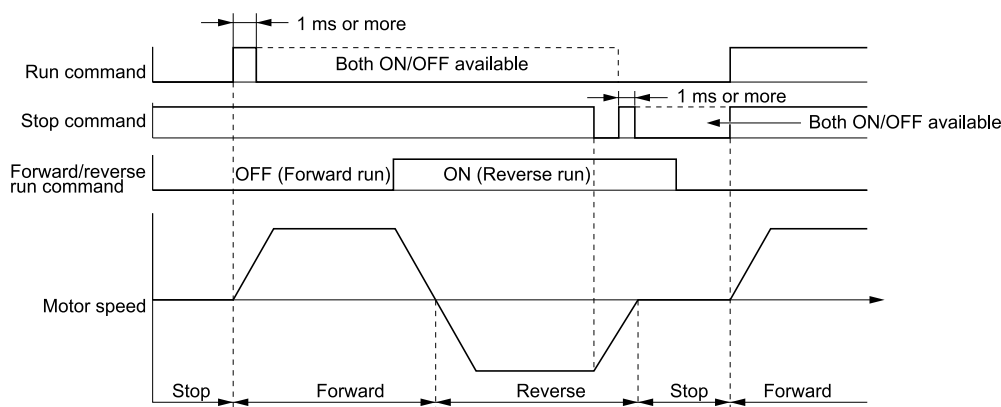 1 ms or more
Run command
Both ON/OFF available
1 ms or more
Stop command
Both ON/OFF available
Forward/reverse
run command
OFF (Forward run)
ON (Reverse run)
Motor speed
Stop
Forward
Reverse
Stop
Forward